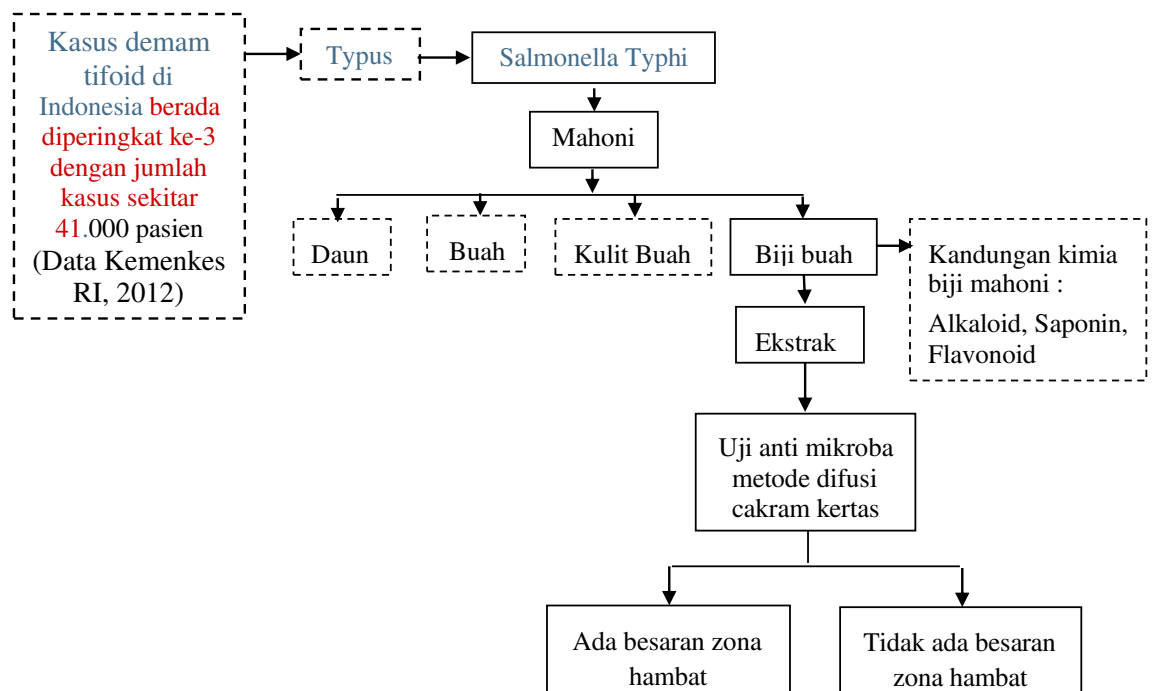 Kasus demam
tifoid di
Indonesia berada
diperingkat ke-3
dengan jumlah
kasus sekitar
41.000 pasien
(Data Kemenkes
RI, 2012)
Typus
Salmonella Typhi
Mahoni
Daun
Buah
Kulit Buah
Biji buah
Kandungan kimia
biji mahoni :
Alkaloid, Saponin,
Flavonoid
Ekstrak
Uji anti mikroba
metode difusi
cakram kertas
Ada besaran zona
hambat
Tidak ada besaran
zona hambat